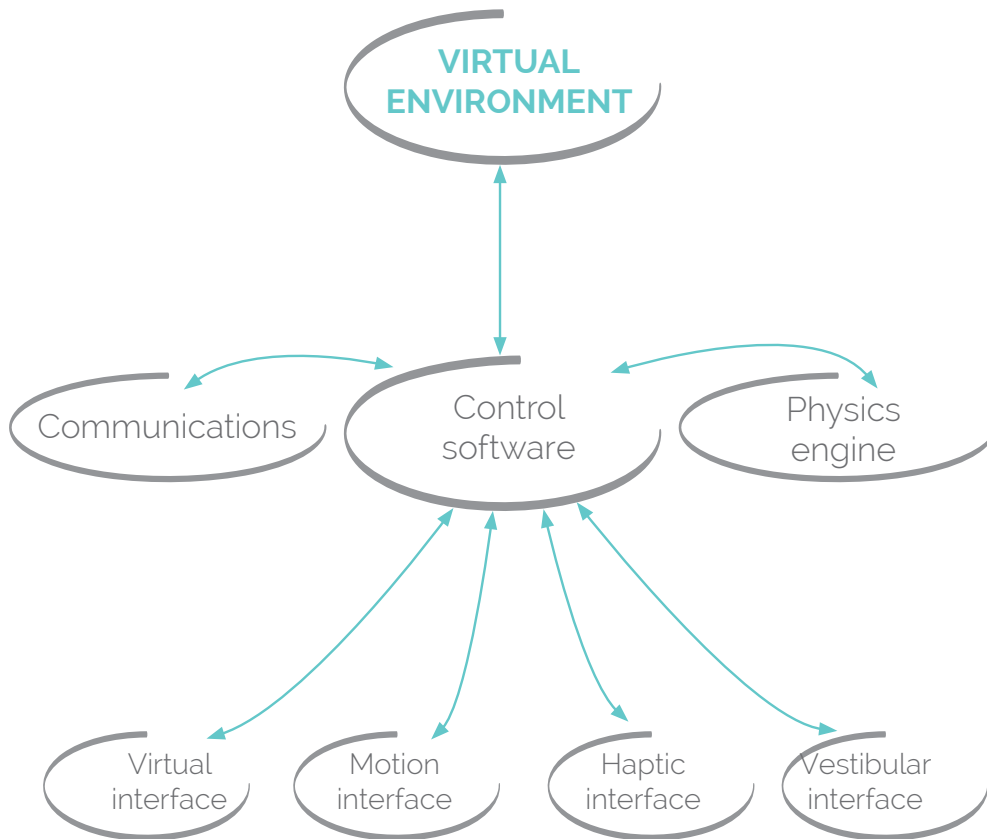 VIRTUAL
ENVIRONMENT
Communications
Control
software
Physics
engine
Virtual
interface
Motion
interface
Haptic
interface
Vestibular
interface